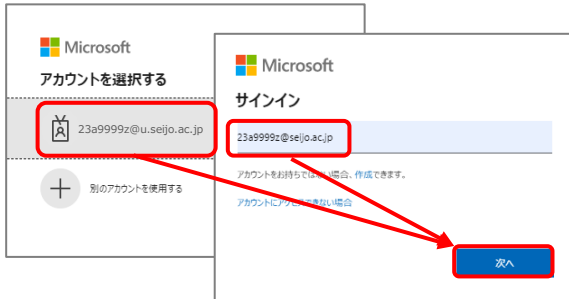 Microsoft
アカウントを選択する
23a9999z@u.seijo.ac.jp
別のアカウントを使用する
Microsoft
サインイン
23a9999z@seijo.ac.jp
アカウントをお持ちではない場合、作成できます。
アカウントにアクセスできない場合
次へ